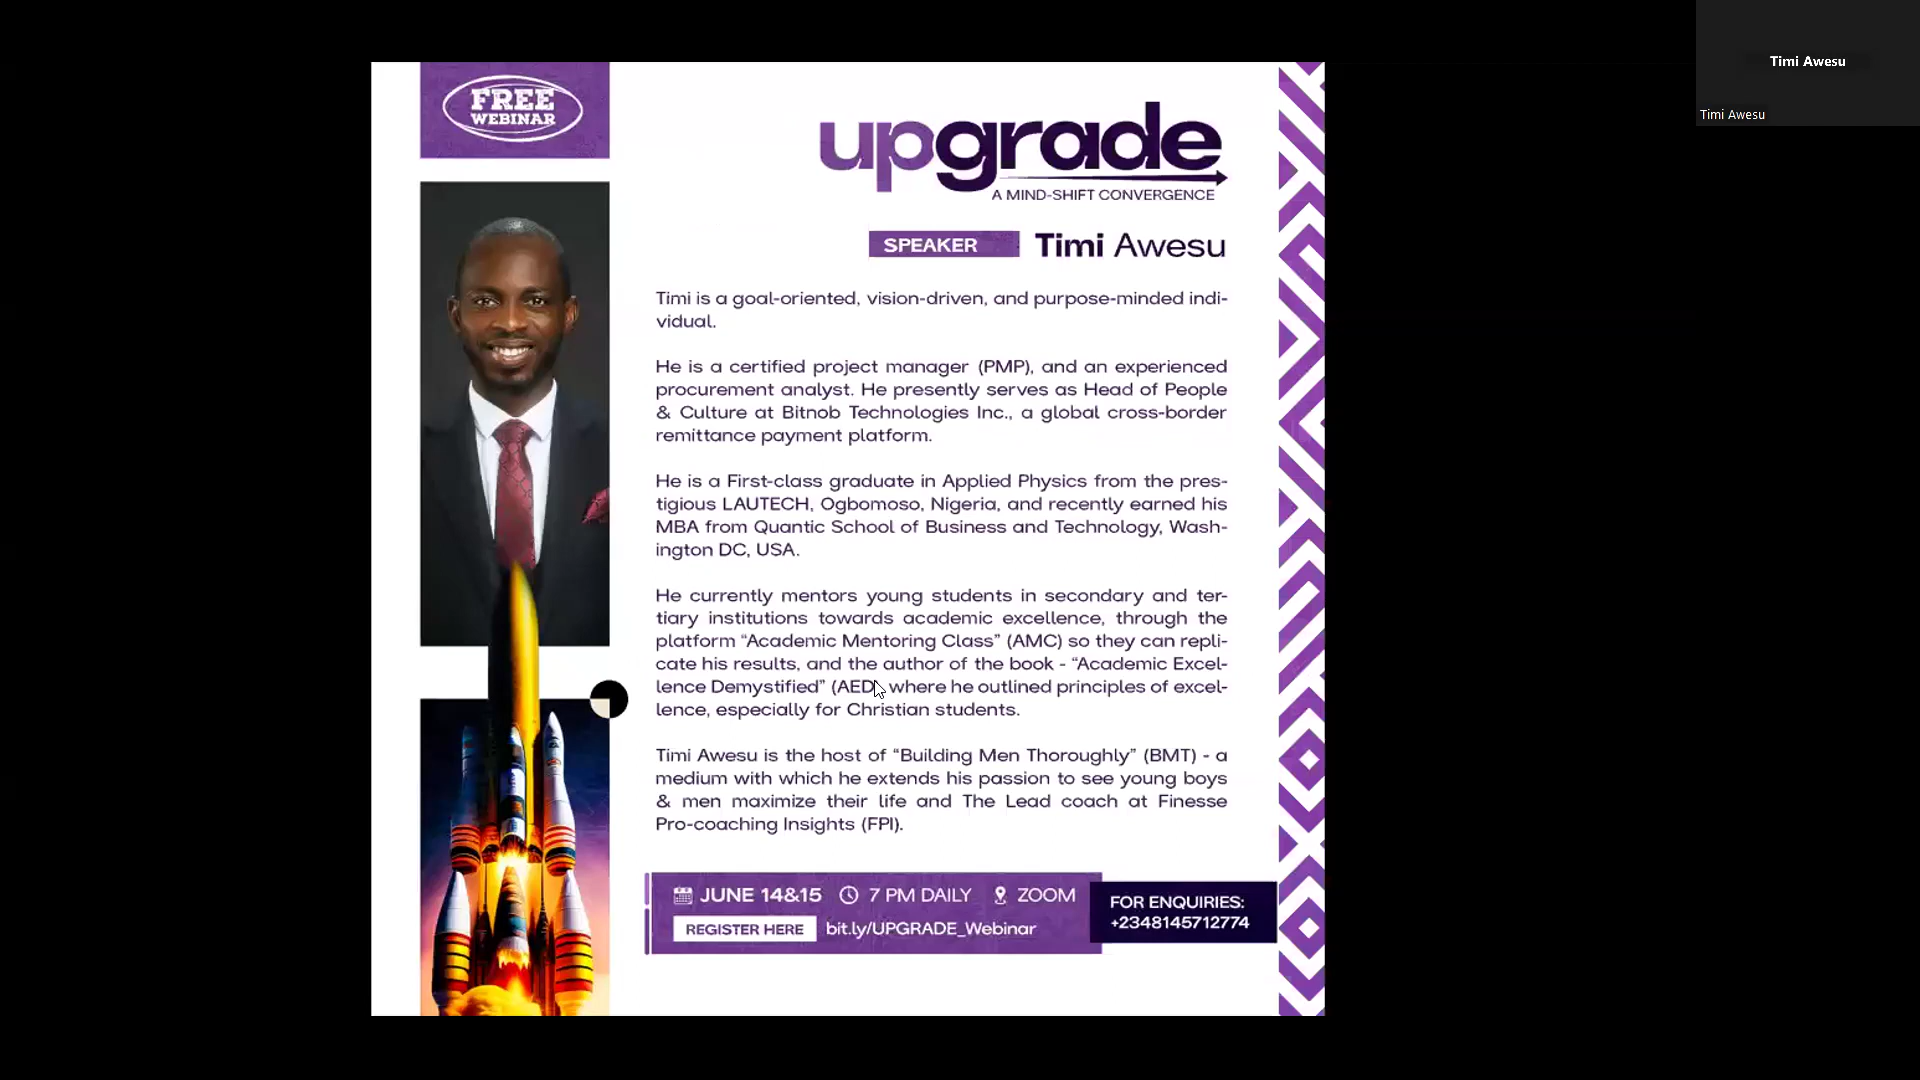 Timi Awesu
Timi Awesu
FREE
WEBINAR
upgrade
A MIND-SHIFT CONVERGENCE
SPEAKER Timi Awesu
Timi is a goal-oriented, vision-driven, and purpose-minded indi-
vidual.
He is a certified project manager (PMP), and an experienced
procurement analyst. He presently serves as Head of People
& Culture at Bitnob Technologies Inc., a global cross-border
remittance payment platform.
He is a First-class graduate in Applied Physics from the pres-
tigious LAUTECH, Ogbomoso, Nigeria, and recently earned his
MBA from Quantic School of Business and Technology, Wash-
ington DC, USA.
He currently mentors young students in secondary and ter-
tiary institutions towards academic excellence, through the
platform “Academic Mentoring Class” (AMC) so they can repli-
cate his results, and the author of the book - “Academic Excel-
lence Demystified” (AED) where he outlined principles of excel-
lence, especially for Christian students.
Timi Awesu is the host of “Building Men Thoroughly” (BMT) - a
medium with which he extends his passion to see young boys
& men maximize their life and The Lead coach at Finesse
Pro-coaching Insights (FPI).
JUNE 14&15 7 PM DAILY ZOOM
REGISTER HERE bit.ly/UPGRADE_Webinar
FOR ENQUIRIES:
+2348145712774